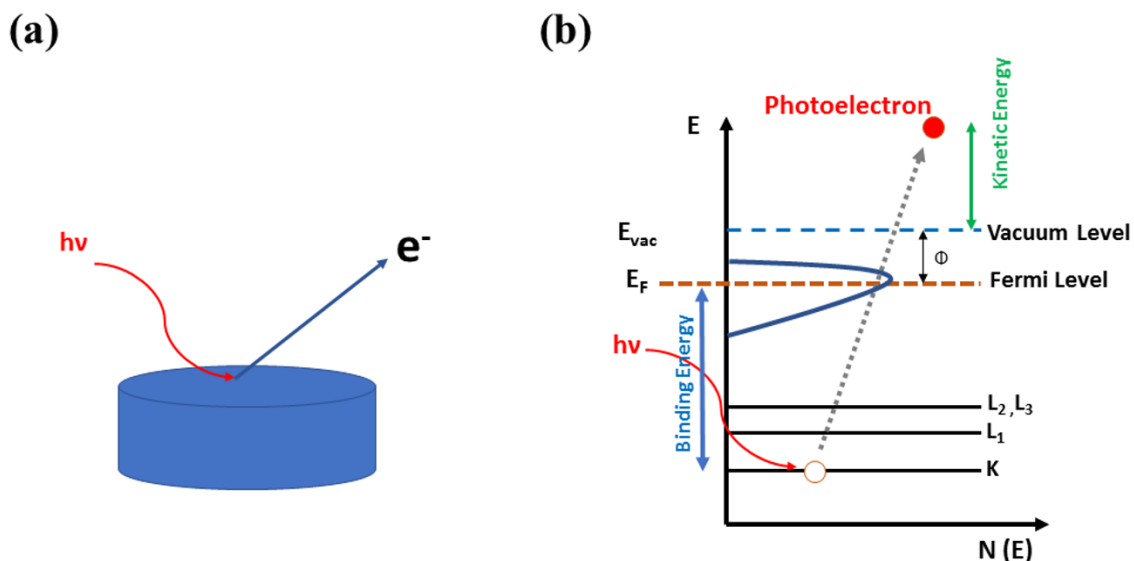 (a)
hν
e-
(b)
E
Photoelectron
Kinetic Energy
Evac
Vacuum Level
Φ
EF
Fermi Level
hν
Binding Energy
L2 ,L3
L1
K
N (E)